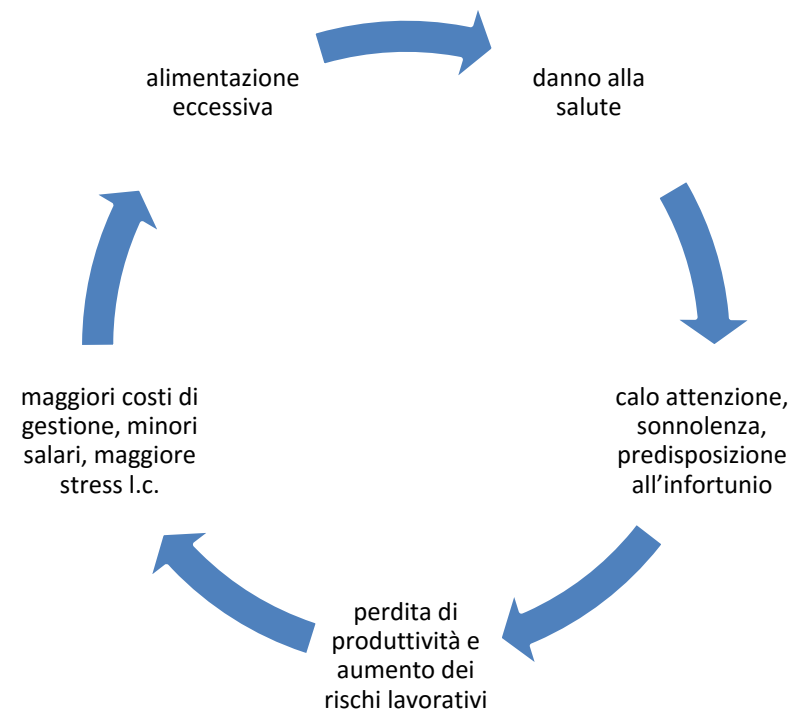 alimentazione
eccessiva
danno alla
salute
calo attenzione,
sonnolenza,
predisposizione
all’infortunio
perdita di
produttività e
aumento dei
rischi lavorativi
maggiori costi di
gestione, minori
salari, maggiore
stress l.c.